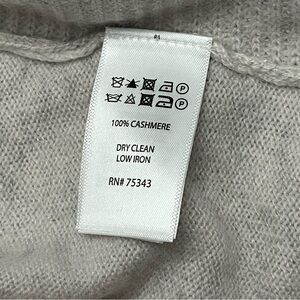 P
P
100% CASHMERE
DRY CLEAN
LOW IRON
RN# 75343